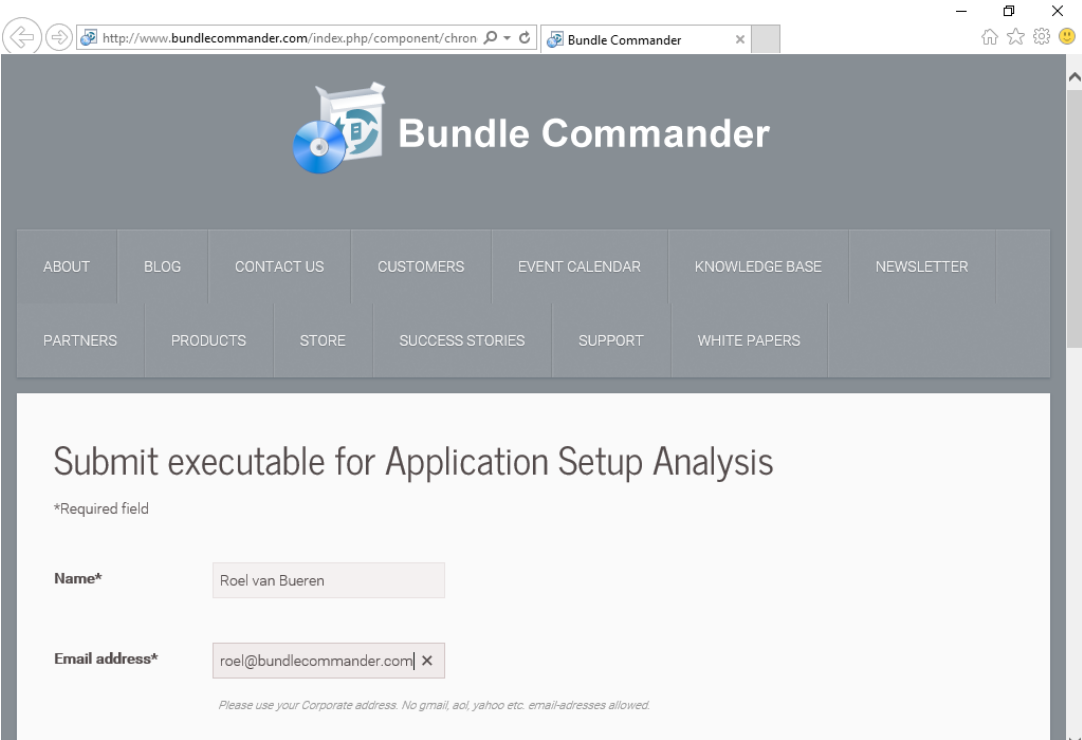 http://www.bundlecommander.com/index.php/component/chron
Bundle Commander
Bundle Commander
ABOUT BLOG CONTACT US CUSTOMERS EVENT CALENDAR KNOWLEDGE BASE NEWSLETTER
PARTNERS PRODUCTS STORE SUCCESS STORIES SUPPORT WHITE PAPERS
Submit executable for Application Setup Analysis
*Required field
Name* Roel van Bueren
Email address* roel@bundlecommander.com
Please use your Corporate address. No gmail, aol, yahoo etc. email-adresses allowed.